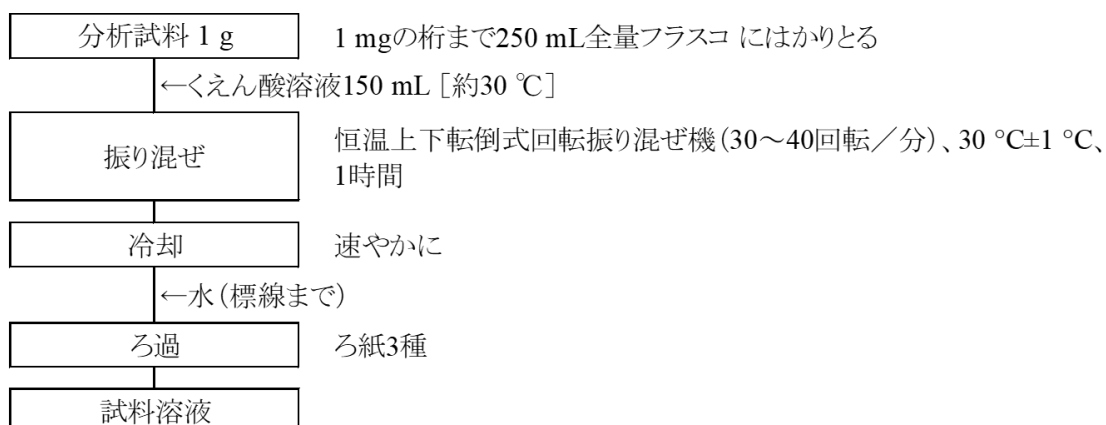 分析試料 1 g
1 mgの桁まで250 mL全量フラスコ にはかりとる
←くえん酸溶液150 mL [約30 ℃]
振り混ぜ
恒温上下転倒式回転振り混ぜ機(30～40回転／分)、30 °C±1 °C、
1時間
冷却
速やかに
←水(標線まで)
ろ過
ろ紙3種
試料溶液